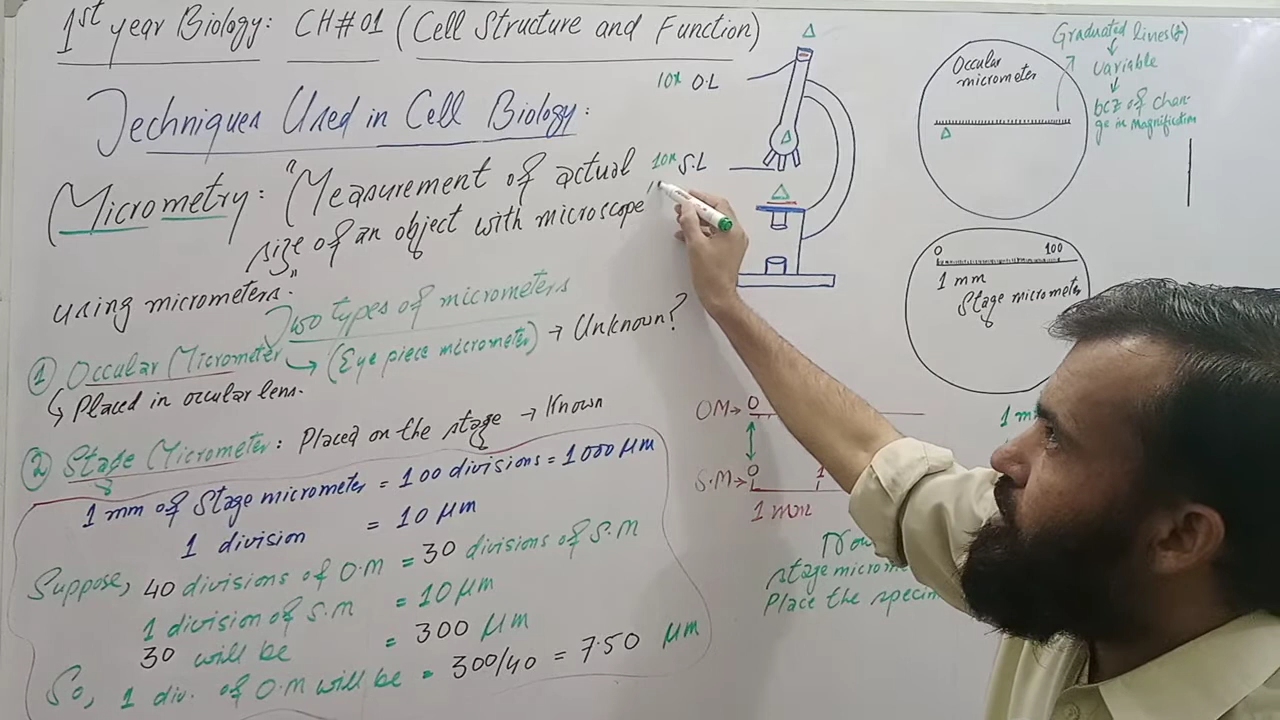 1st year Biology: CH#01 (Cell Structure and Function)
Techniques Used in Cell Biology:
Micrometry: "Measurement of actual
size of an object with microscope"
using micrometers.
Two types of micrometers
① Occular Micrometer → (Eye piece micrometer) → Unknown?
↳ Placed in occular lens.
② Stage Micrometer: Placed on the stage → Known
1 mm of Stage micrometer = 100 divisions = 1000 μm
1 division = 10 μm
Suppose, 40 divisions of O.M = 30 divisions of S.M
1 division of S.M = 10 μm
30 will be = 300 μm
So, 1 div. of O.M will be = 300/40 = 7.50 μm
10x O.L
10x S.L
Occular
micrometer
Graduated lines(?)
↓
Variable
↓
bcz of chan-
ge in magnification
0 100
1 mm
Stage micrometer
OM→ 0
S.M→ 0 1
1 mm
1 m
stage microm
Place the specim